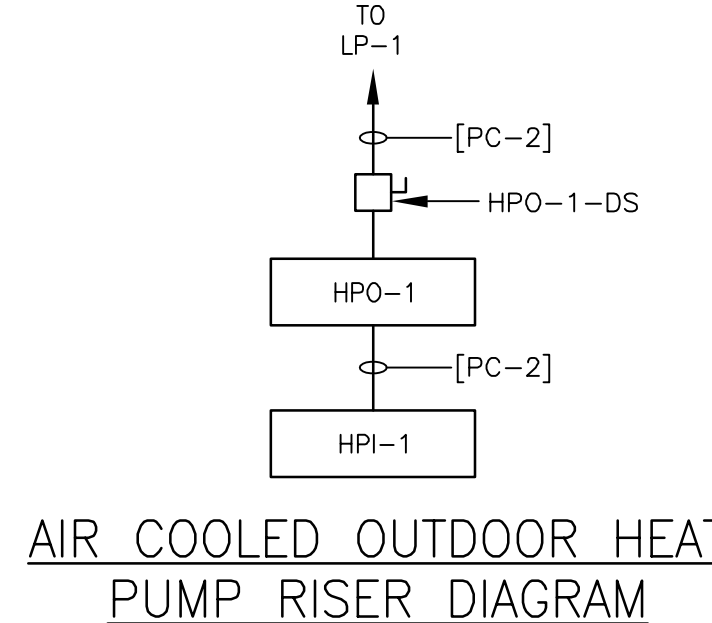 TO
LP-1
[PC-2]
HPO-1-DS
HPO-1
[PC-2]
HPI-1
AIR COOLED OUTDOOR HEAT
PUMP RISER DIAGRAM